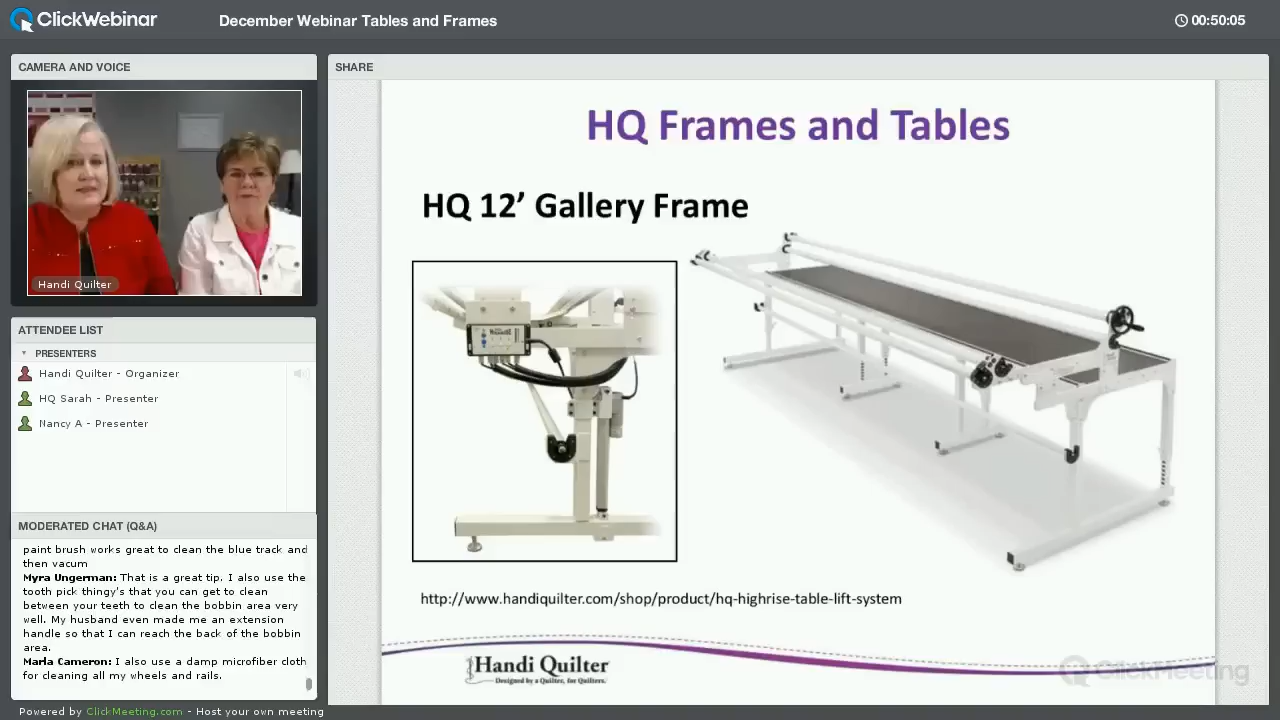 ClickWebinar
December Webinar Tables and Frames
00:50:05
CAMERA AND VOICE
Handi Quilter
ATTENDEE LIST
PRESENTERS
Handi Quilter - Organizer
HQ Sarah - Presenter
Nancy A - Presenter
MODERATED CHAT (Q&A)
paint brush works great to clean the blue track and
then vacum
Myra Ungerman: That is a great tip. I also use the
tooth pick thingy's that you can get to clean
between your teeth to clean the bobbin area very
well. My husband even made me an extension
handle so that I can reach the back of the bobbin
area.
Marla Cameron: I also use a damp microfiber cloth
for cleaning all my wheels and rails.
Powered by ClickMeeting.com - Host your own meeting
SHARE
HQ Frames and Tables
HQ 12’ Gallery Frame
http://www.handiquilter.com/shop/product/hq-highrise-table-lift-system
Handi Quilter
Designed by a Quilter, for Quilters.
ClickMeeting